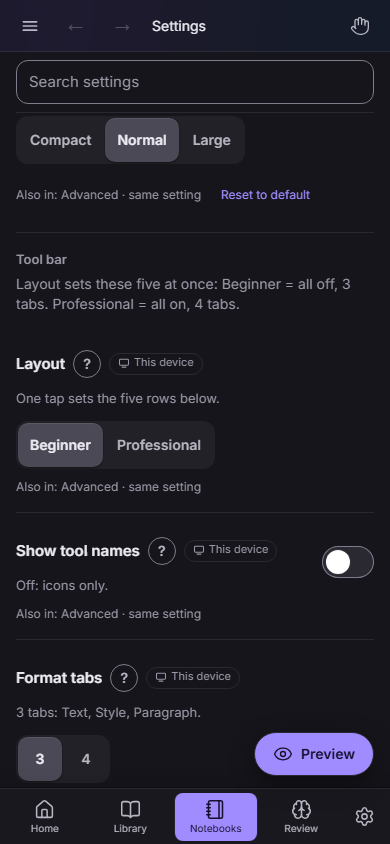 Settings
Search settings
Compact Normal Large
Also in: Advanced · same setting Reset to default
Tool bar
Layout sets these five at once: Beginner = all off, 3
tabs. Professional = all on, 4 tabs.
Layout ? This device
One tap sets the five rows below.
Beginner Professional
Also in: Advanced · same setting
Show tool names ? This device
Off: icons only.
Also in: Advanced · same setting
Format tabs ? This device
3 tabs: Text, Style, Paragraph.
3 4
Preview
Home Library Notebooks Review